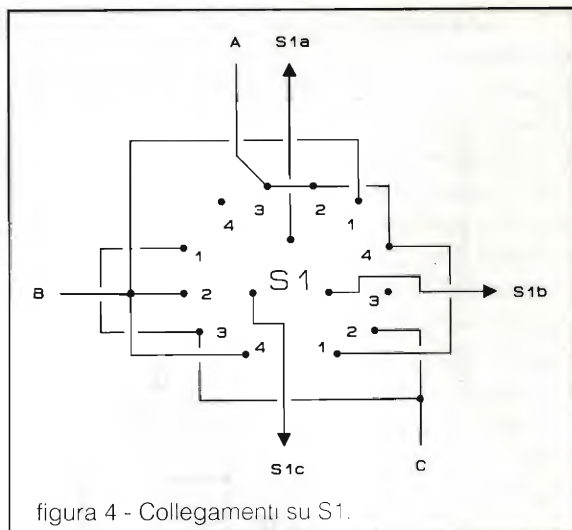 A S1a
3 2
4 1
1 4
S1
B 2 3 S1b
3 2
4 1
S1c C
figura 4 - Collegamenti su S1.